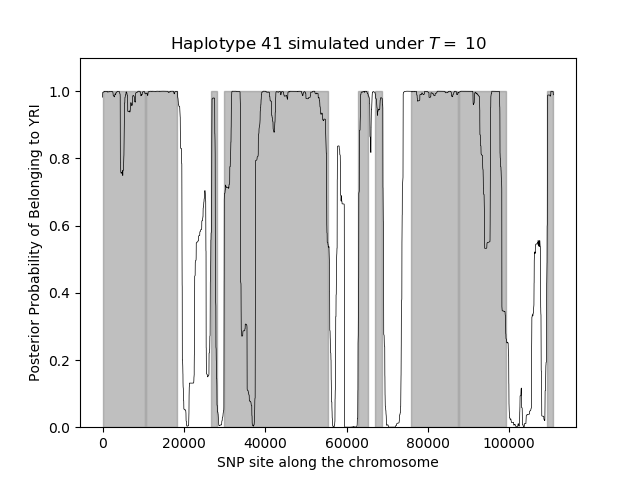 Haplotype 41 simulated under T = 10
Posterior Probability of Belonging to YRI
1.0
0.8
0.6
0.4
0.2
0.0
0 20000 40000 60000 80000 100000
SNP site along the chromosome